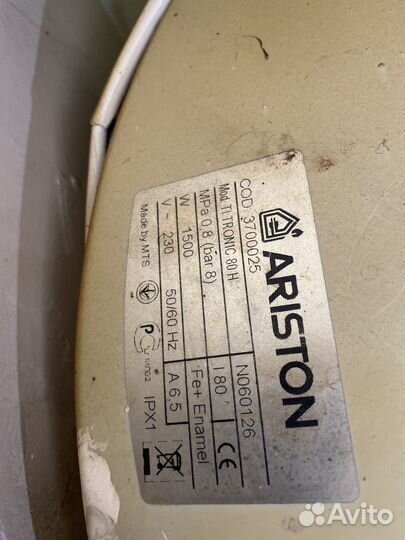 ARISTON
COD. 3700025 N060126
Mod. TI-TRONIC 80 H l 80 CE
MPa 0.8 (bar 8) Fe+ Enamel
W 1500
V ~ 230 50/60 Hz A 6,5
Made by MTS IPX1
Avito